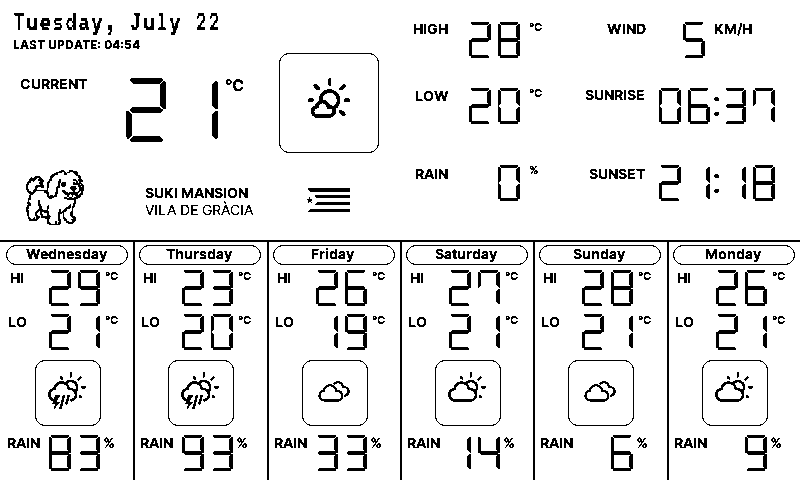 Tuesday, July 22
LAST UPDATE: 04:54
CURRENT 21 °C
HIGH 28 °C
LOW 20 °C
RAIN 0 %
WIND 5 KM/H
SUNRISE 06:37
SUNSET 21:18
SUKI MANSION
VILA DE GRÀCIA
Wednesday
HI 29 °C
LO 21 °C
RAIN 83 %
Thursday
HI 23 °C
LO 20 °C
RAIN 93 %
Friday
HI 26 °C
LO 19 °C
RAIN 33 %
Saturday
HI 27 °C
LO 21 °C
RAIN 14 %
Sunday
HI 28 °C
LO 21 °C
RAIN 6 %
Monday
HI 26 °C
LO 21 °C
RAIN 9 %